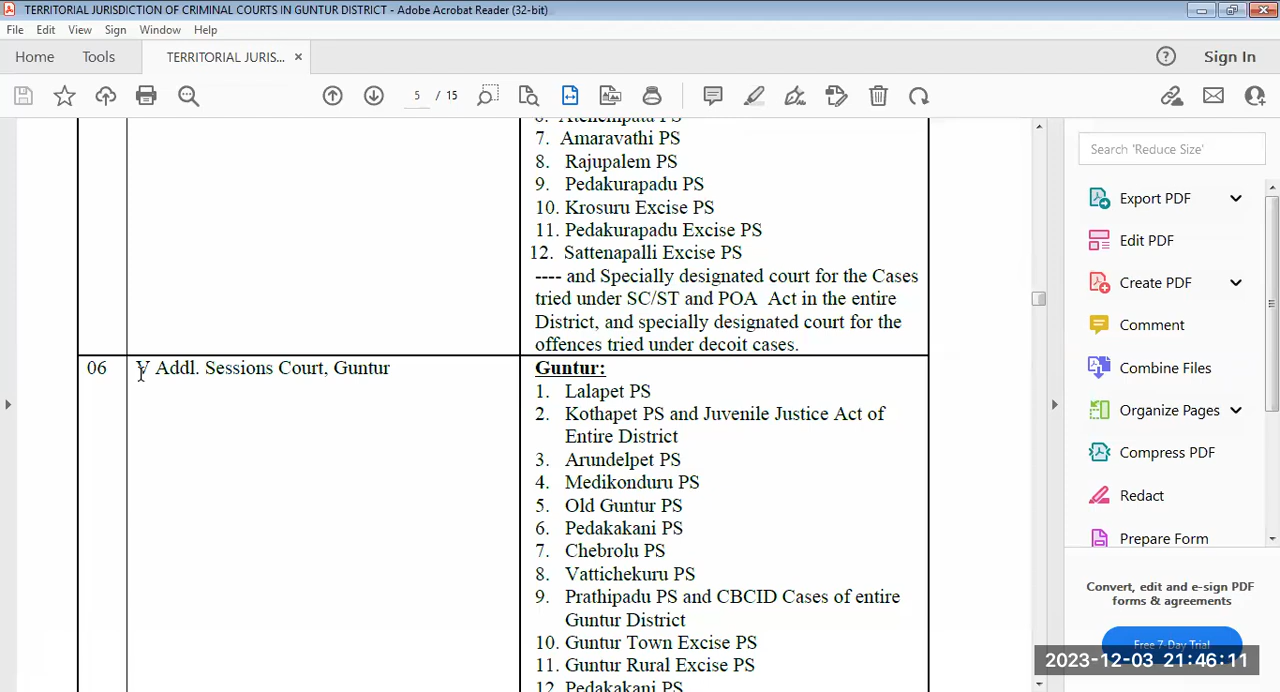 TERRITORIAL JURISDICTION OF CRIMINAL COURTS IN GUNTUR DISTRICT - Adobe Acrobat Reader (32-bit)
File Edit View Sign Window Help
Home Tools TERRITORIAL JURIS... × Sign In
5 / 15
7. Amaravathi PS
8. Rajupalem PS
9. Pedakurapadu PS
10. Krosuru Excise PS
11. Pedakurapadu Excise PS
12. Sattenapalli Excise PS
---- and Specially designated court for the Cases
tried under SC/ST and POA Act in the entire
District, and specially designated court for the
offences tried under decoit cases.
06 V Addl. Sessions Court, Guntur
Guntur:
1. Lalapet PS
2. Kothapet PS and Juvenile Justice Act of
Entire District
3. Arundelpet PS
4. Medikonduru PS
5. Old Guntur PS
6. Pedakakani PS
7. Chebrolu PS
8. Vattichekuru PS
9. Prathipadu PS and CBCID Cases of entire
Guntur District
10. Guntur Town Excise PS
11. Guntur Rural Excise PS
12. Pedakakani PS
Search 'Reduce Size'
Export PDF
Edit PDF
Create PDF
Comment
Combine Files
Organize Pages
Compress PDF
Redact
Prepare Form
Convert, edit and e-sign PDF
forms & agreements
Free 7-Day Trial
2023-12-03 21:46:11